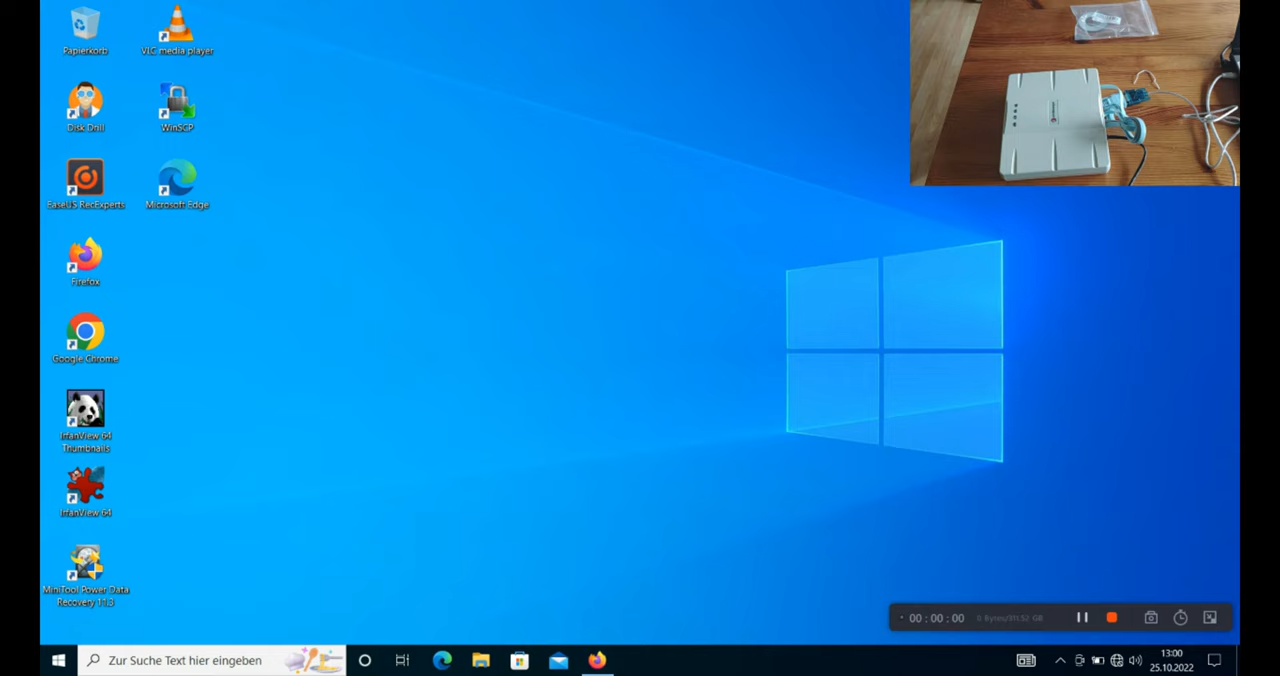 Papierkorb
VLC media player
Disk Drill
WinSCP
EaseUS RecExperts
Microsoft Edge
Firefox
Google Chrome
IrfanView 64
Thumbnails
IrfanView 64
MiniTool Power Data
Recovery 11.3
00 : 00 : 00
0 Bytes/311.52 GB
Zur Suche Text hier eingeben
13:00
25.10.2022